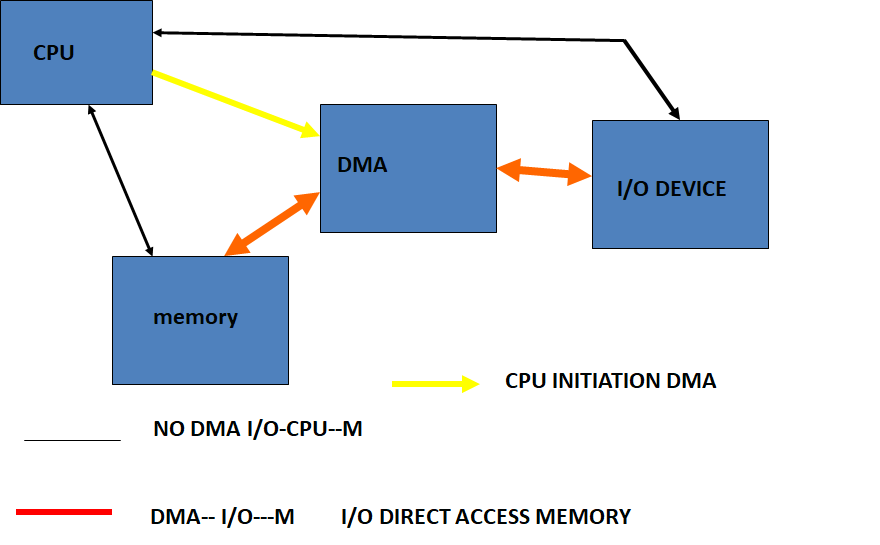 CPU
DMA
I/O DEVICE
memory
CPU INITIATION DMA
NO DMA I/O-CPU--M
DMA-- I/O---M I/O DIRECT ACCESS MEMORY